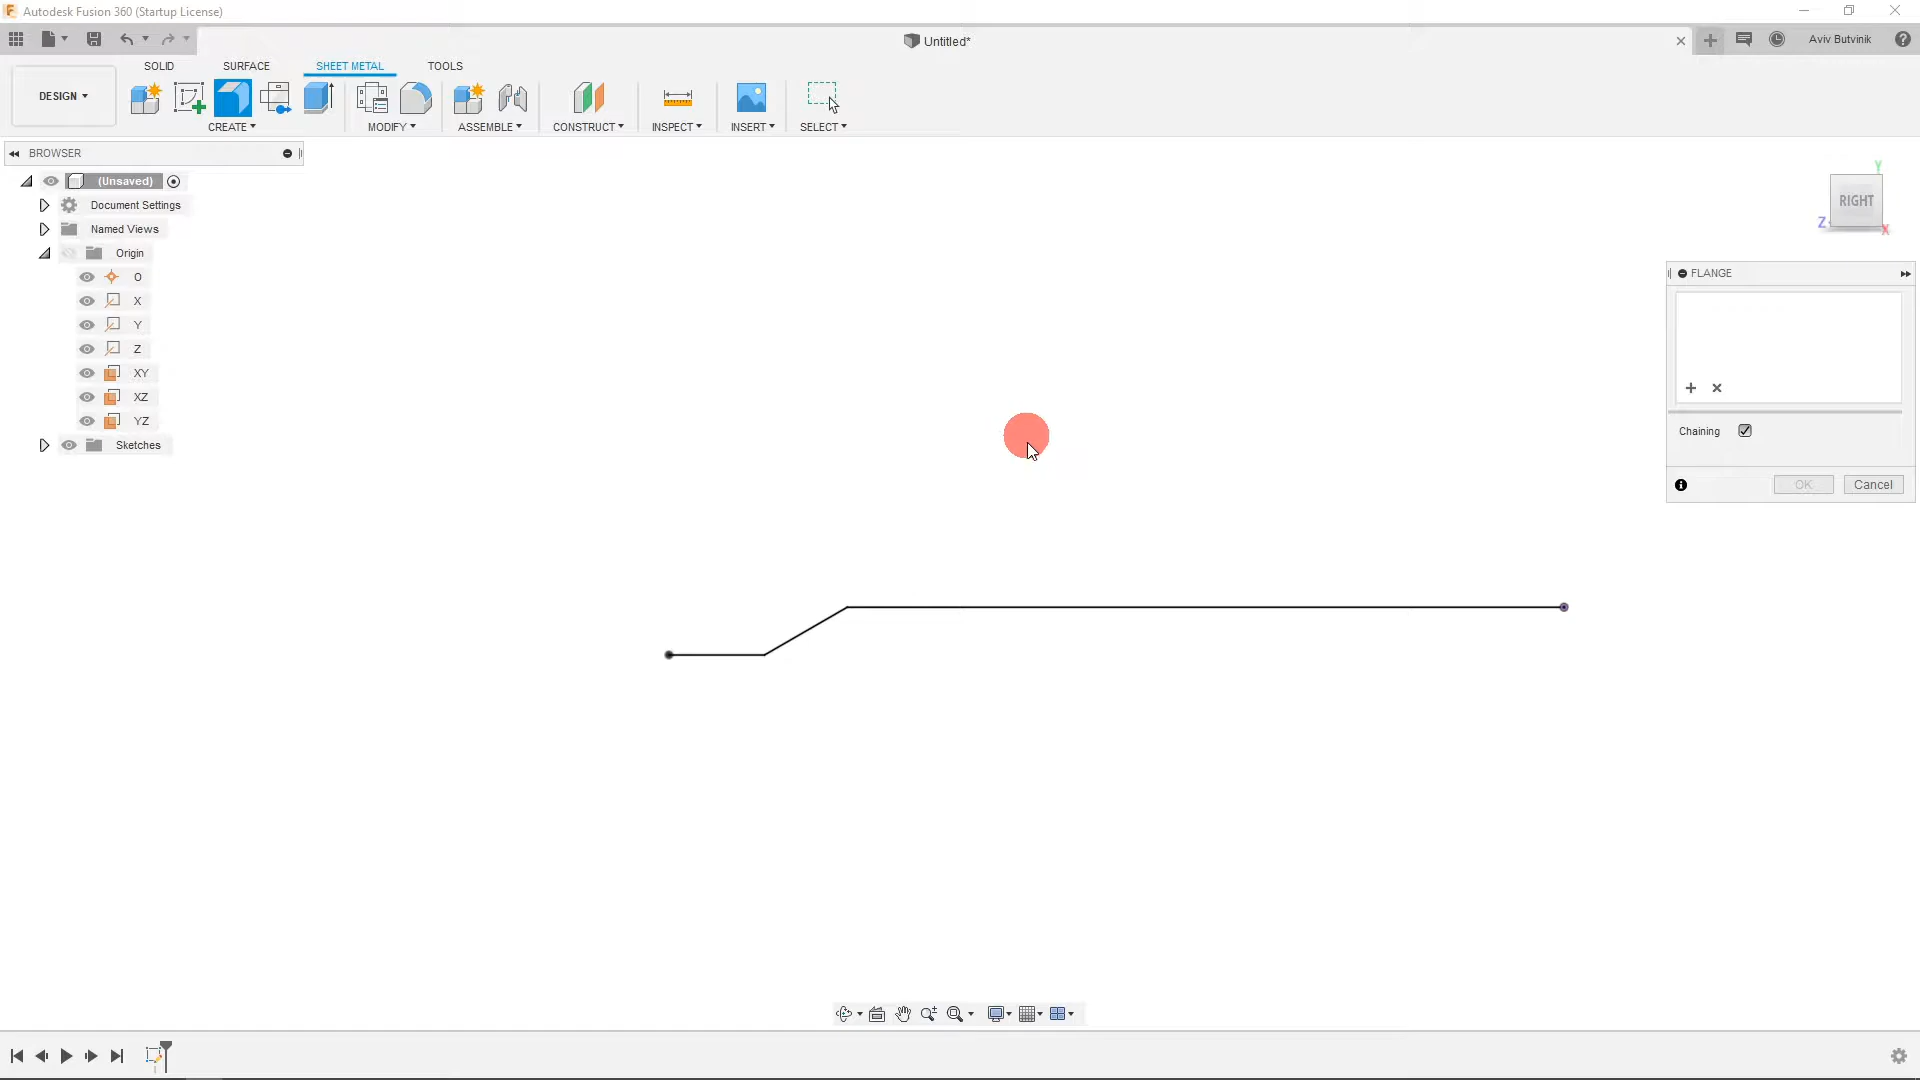 Autodesk Fusion 360 (Startup License)
Untitled*
Aviv Butvinik
DESIGN
SOLID
SURFACE
SHEET METAL
TOOLS
CREATE
MODIFY
ASSEMBLE
CONSTRUCT
INSPECT
INSERT
SELECT
BROWSER
(Unsaved)
Document Settings
Named Views
Origin
O
X
Y
Z
XY
XZ
YZ
Sketches
Y
RIGHT
Z
X
FLANGE
Chaining
OK
Cancel